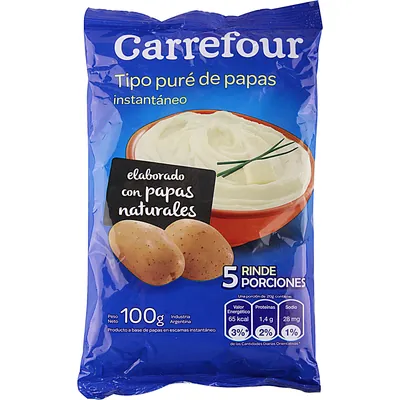 Carrefour
Tipo puré de papas
instantáneo
elaborado
con papas
naturales
5 RINDE
PORCIONES
Una porción de 20g contiene:
Valor
Energético
65 kcal
3%*
Proteínas
1,4 g
2%
Sodio
28 mg
1%
Peso
Neto
100g
Industria
Argentina
Producto a base de papas en escamas instantáneo.